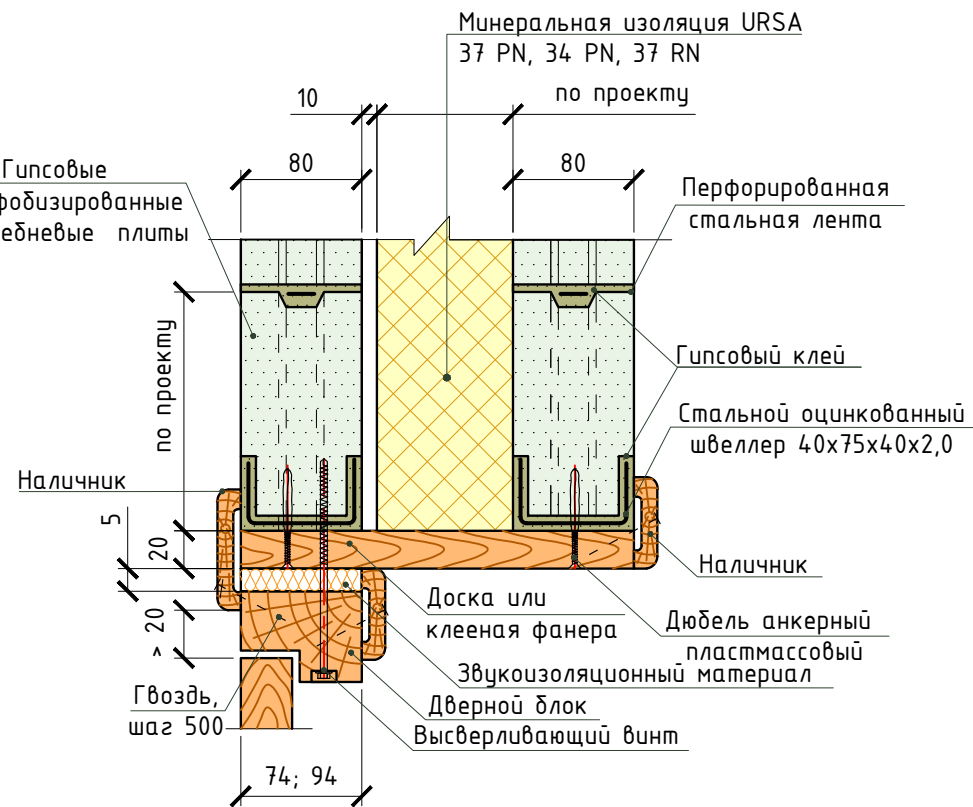 Минеральная изоляция URSA
37 PN, 34 PN, 37 RN
10
по проекту
80
80
Гипсовые
фобизированные
ебневые плиты
Перфорированная
стальная лента
по проекту
Гипсовый клей
Стальной оцинкованный
швеллер 40х75х40х2,0
Наличник
5
20
> 20
Наличник
Доска или
клееная фанера
Дюбель анкерный
пластмассовый
Звукоизоляционный материал
Гвоздь,
шаг 500
Дверной блок
Высверливающий винт
74; 94